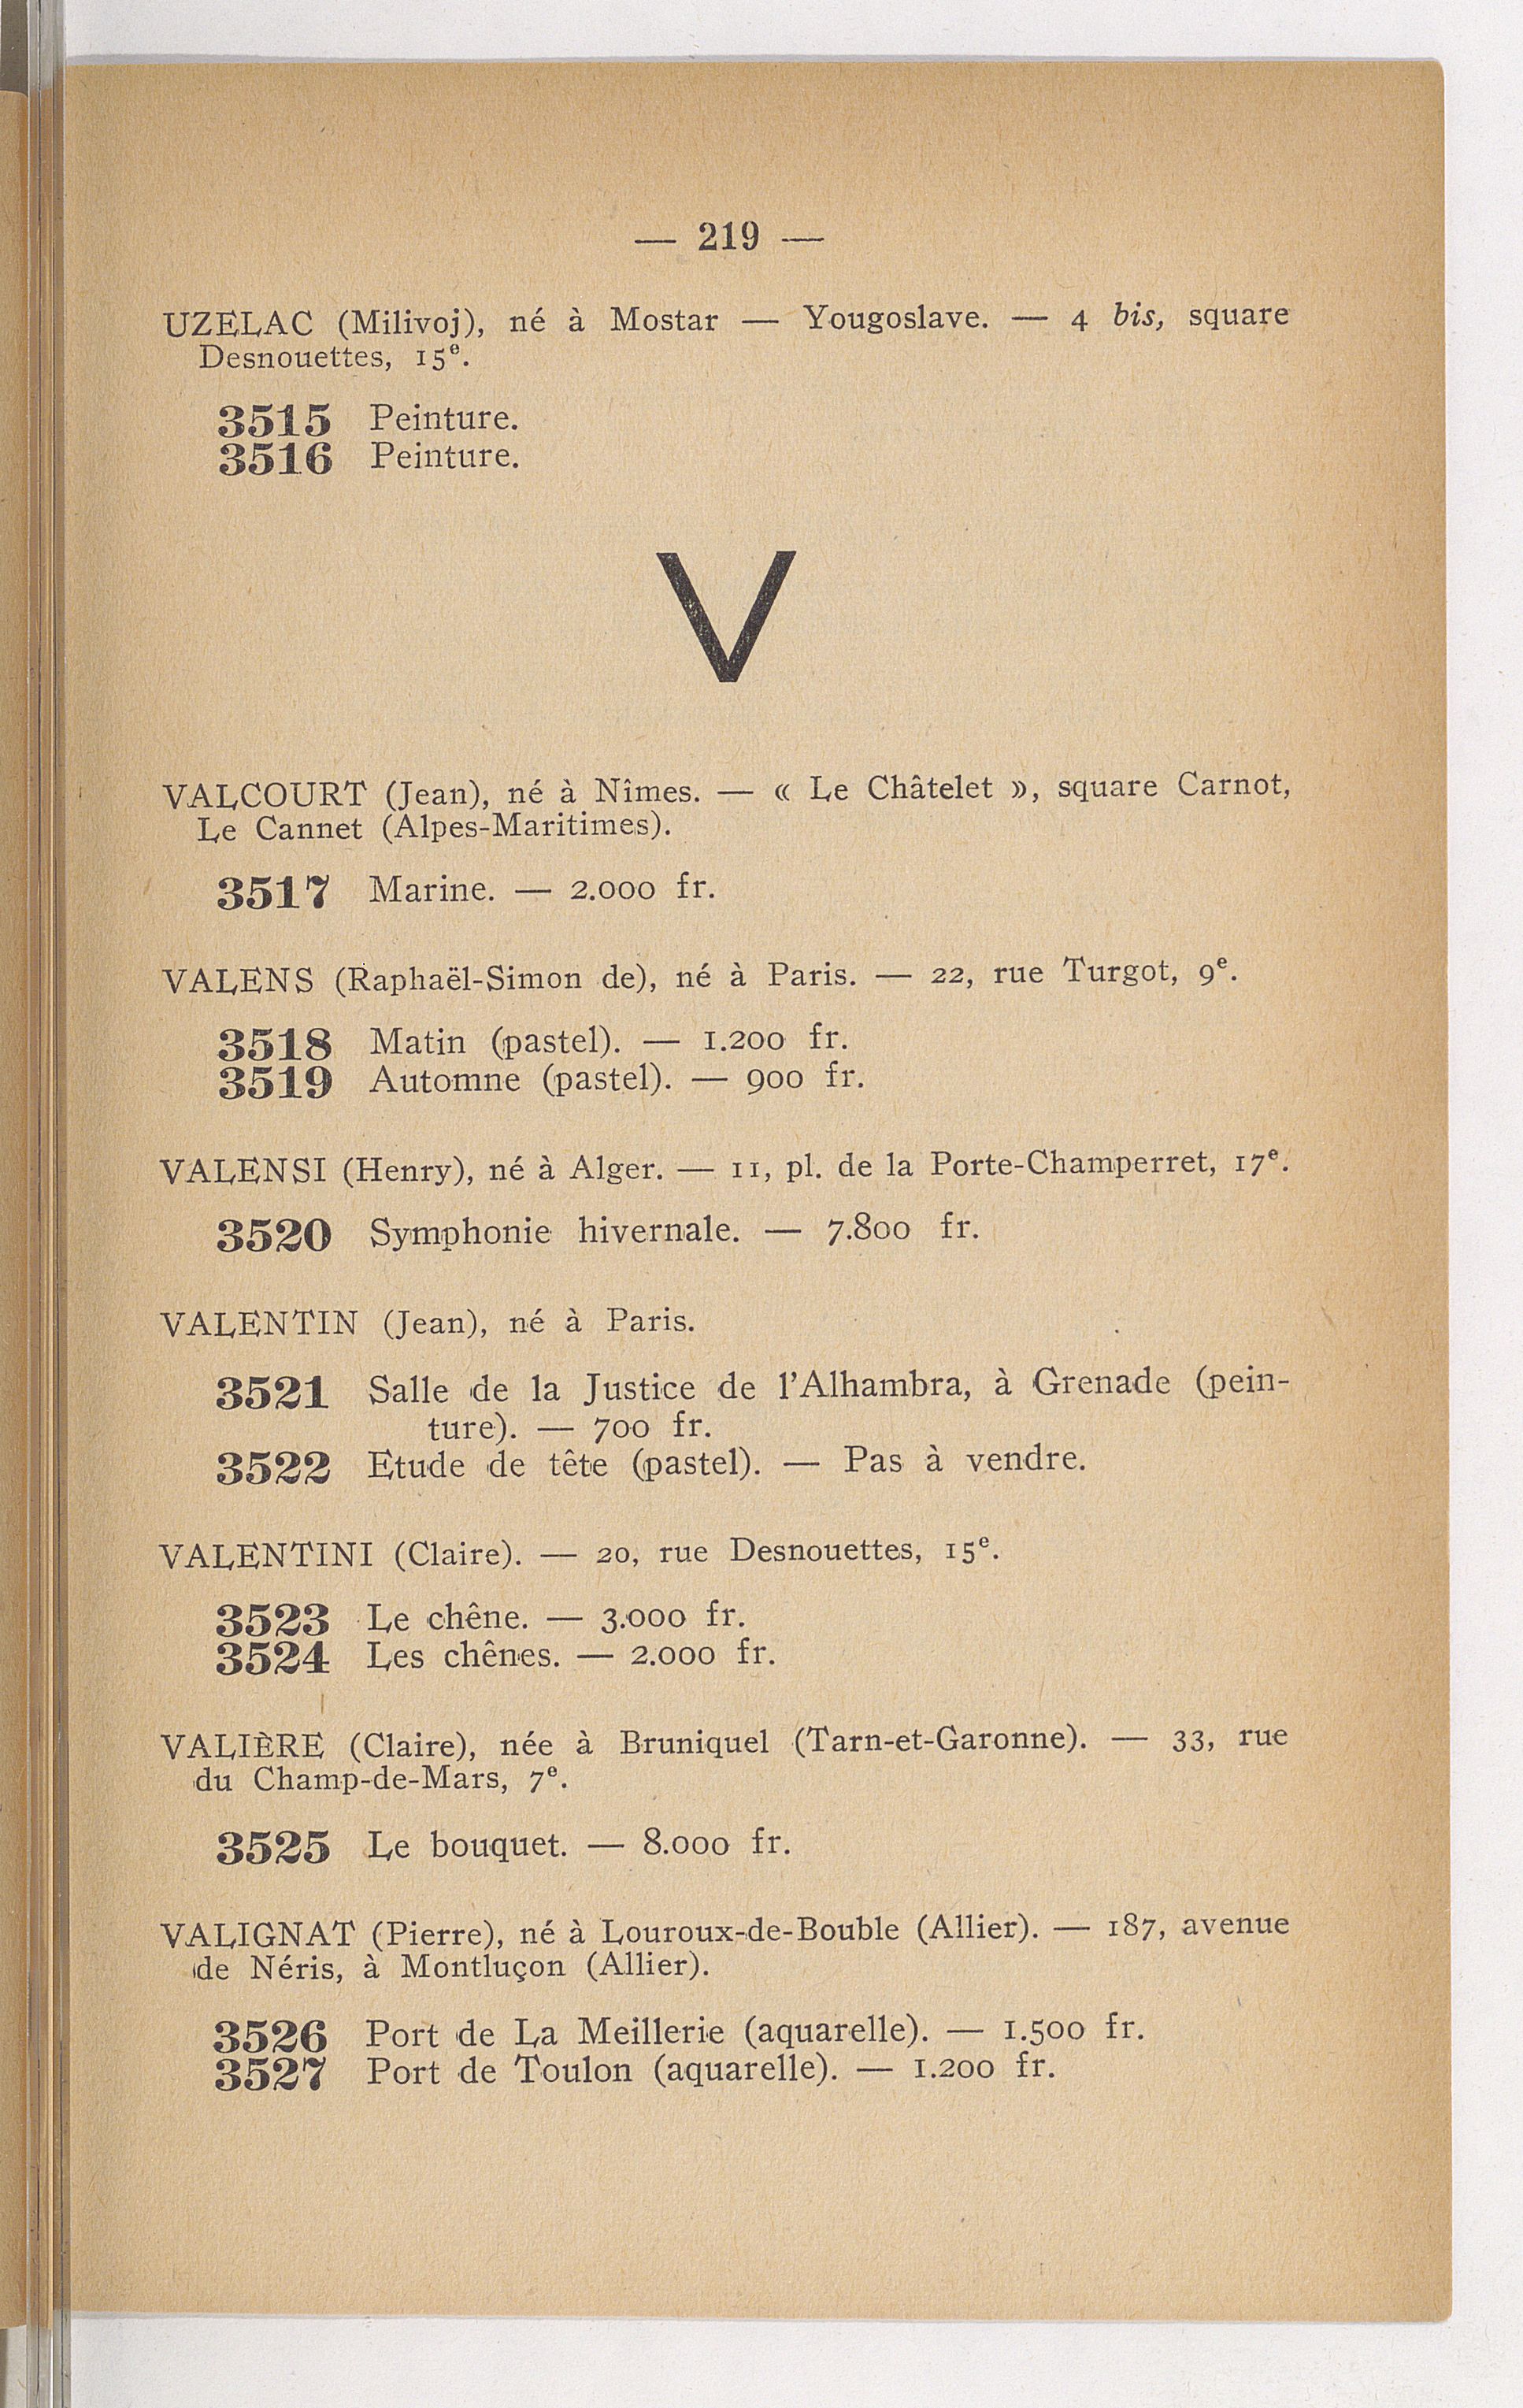 — 219 —
UZELAC (Milivoj), né à Mostar — Yougoslave. — 4 bis, square
Desnouettes, 15e.
3515 Peinture.
3516 Peinture.
V
VALCOURT (Jean), né à Nîmes. — « Le Châtelet », square Carnot,
Le Cannet (Alpes-Maritimes).
3517 Marine. — 2.000 fr.
VALENS (Raphaël-Simon de), né à Paris. — 22, rue Turgot, 9e.
3518 Matin (pastel). — 1.200 fr.
3519 Automne (pastel). — 900 fr.
VALENSI (Henry), né à Alger. — 11, pl. de la Porte-Champerret, 17e.
3520 Symphonie hivernale. — 7.800 fr.
VALENTIN (Jean), né à Paris.
3521 Salle de la Justice de l'Alhambra, à Grenade (pein-
ture). — 700 fr.
3522 Etude de tête (pastel). — Pas à vendre.
VALENTINI (Claire). — 20, rue Desnouettes, 15e.
3523 Le chêne. — 3.000 fr.
3524 Les chênes. — 2.000 fr.
VALIÈRE (Claire), née à Bruniquel (Tarn-et-Garonne). — 33, rue
du Champ-de-Mars, 7e.
3525 Le bouquet. — 8.000 fr.
VALIGNAT (Pierre), né à Louroux-de-Bouble (Allier). — 187, avenue
de Néris, à Montluçon (Allier).
3526 Port de La Meillerie (aquarelle). — 1.500 fr.
3527 Port de Toulon (aquarelle). — 1.200 fr.